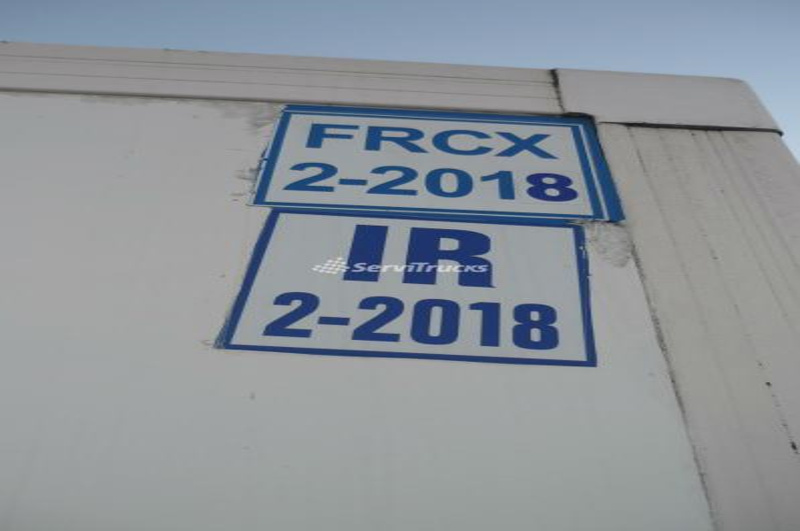 FRCX
2-2018
IR
ServiTrucks
2-2018